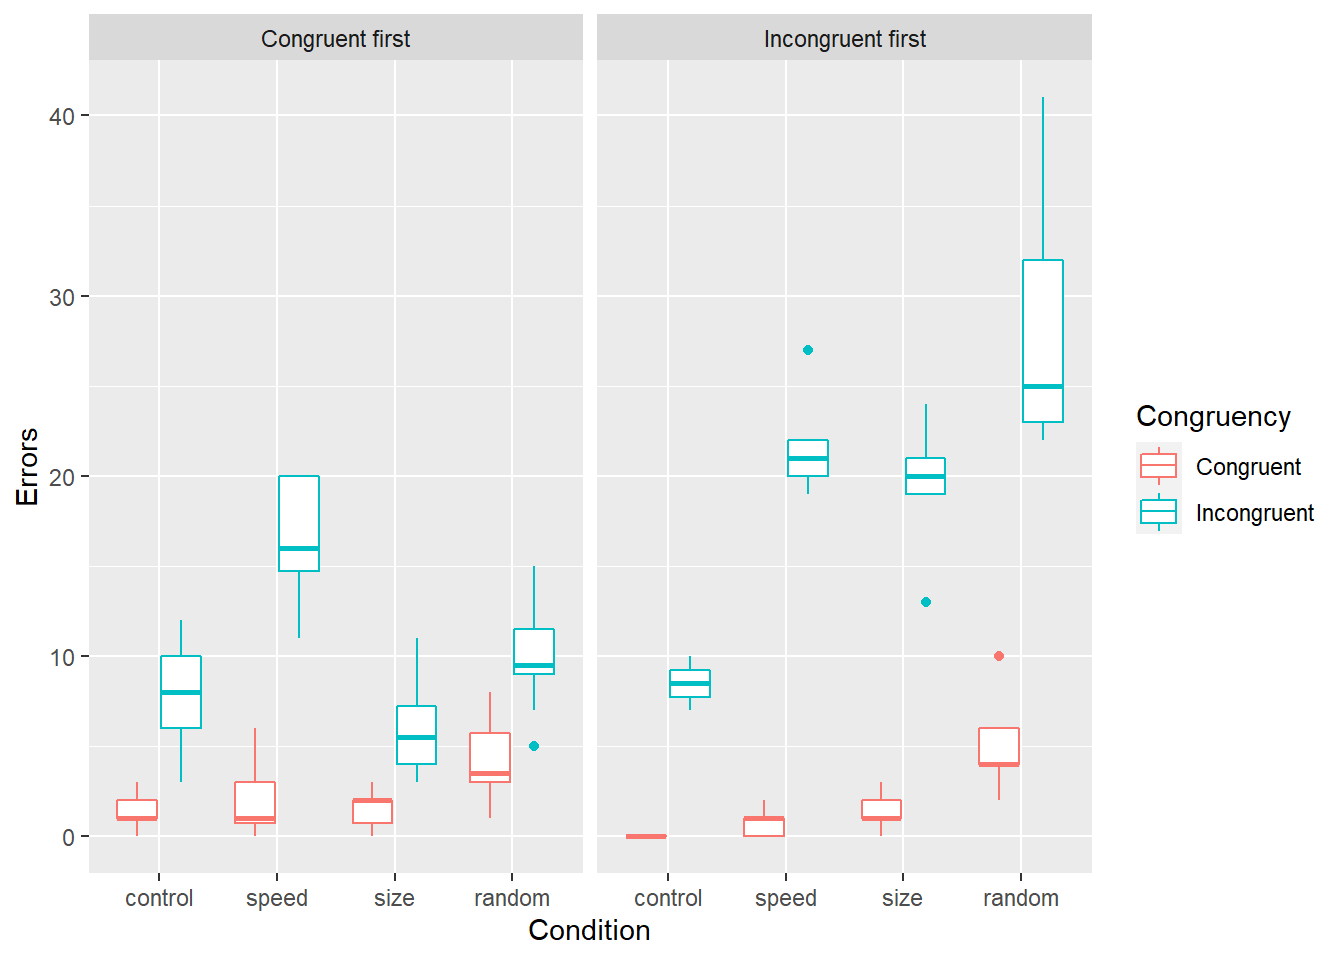 Congruent first
Incongruent first
40
30
20
10
0
Errors
control speed size random
control speed size random
Condition
Congruency
Congruent
Incongruent